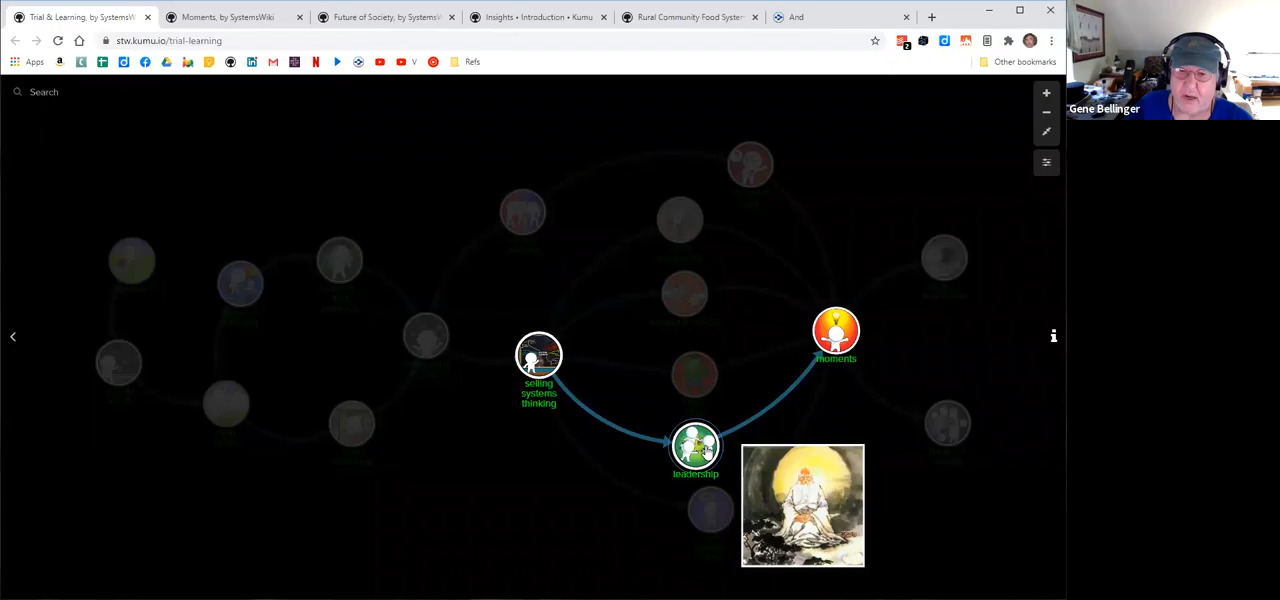 Trial & Learning, by SystemsW
Moments, by SystemsWiki
Future of Society, by SystemsW
Insights • Introduction • Kumu
Rural Community Food System
And
stw.kumu.io/trial-learning
2
Apps
V
Refs
Other bookmarks
Search
Gene Bellinger
moments
selling
systems
thinking
leadership